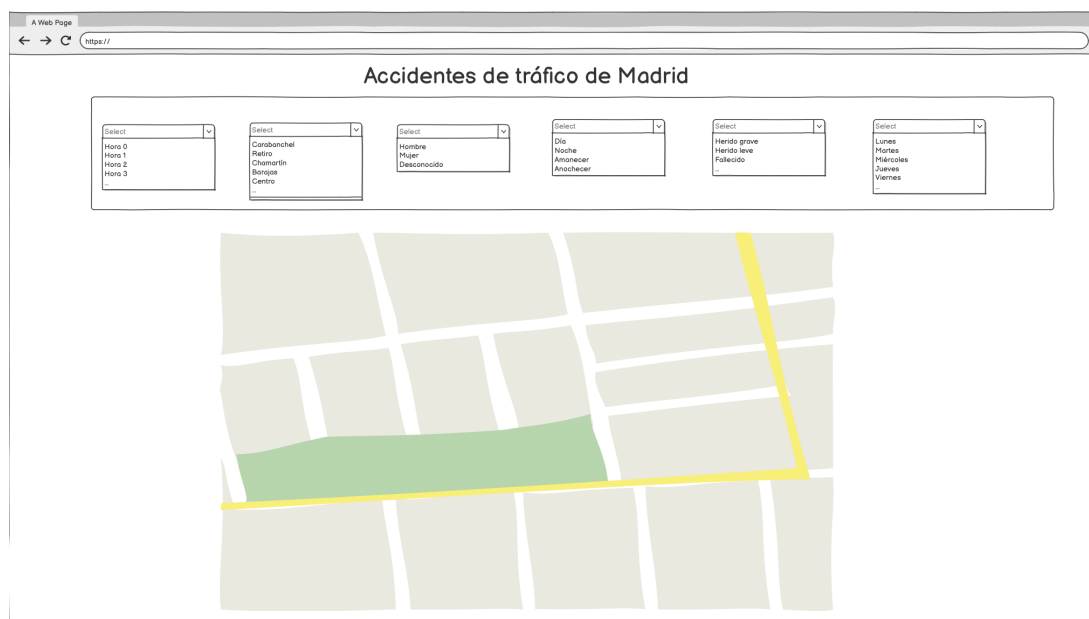 A Web Page
https://
Accidentes de tráfico de Madrid
Select
Hora 0
Hora 1
Hora 2
Hora 3
...
Select
Carabanchel
Retiro
Chamartín
Barajas
Centro
...
Select
Hombre
Mujer
Desconocido
Select
Día
Noche
Amanecer
Anochecer
Select
Herido grave
Herido leve
Fallecido
...
Select
Lunes
Martes
Miércoles
Jueves
Viernes
...